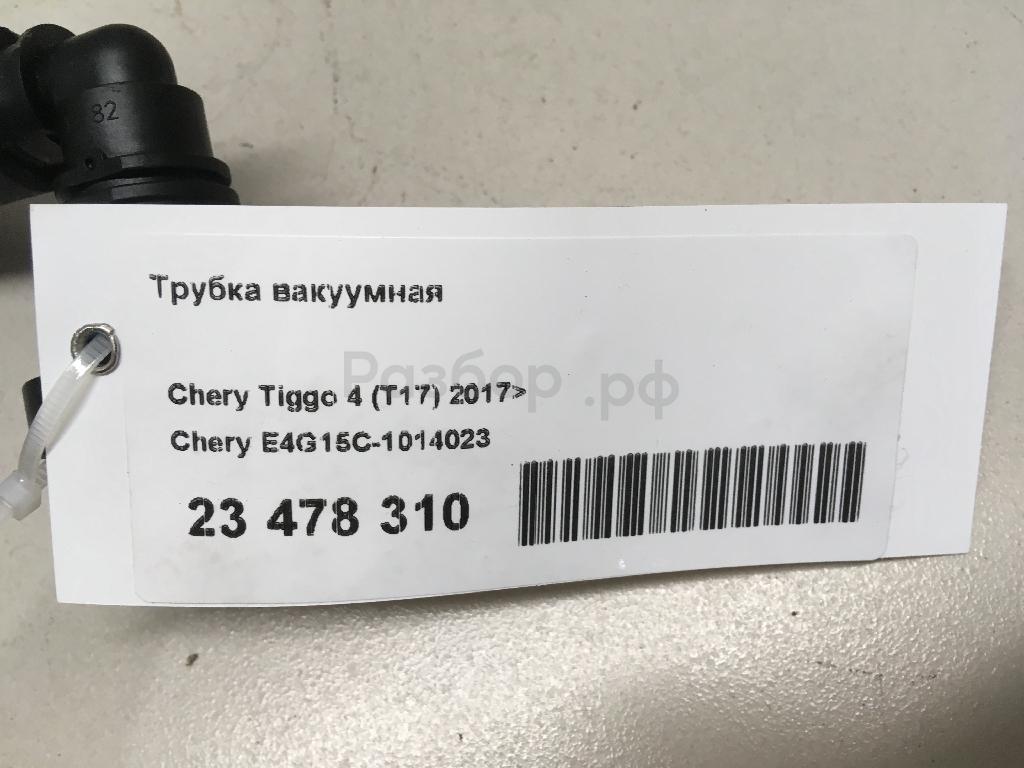 82
Трубка вакуумная
Разбор.рф
Chery Tiggo 4 (T17) 2017>
Chery E4G15C-1014023
23 478 310